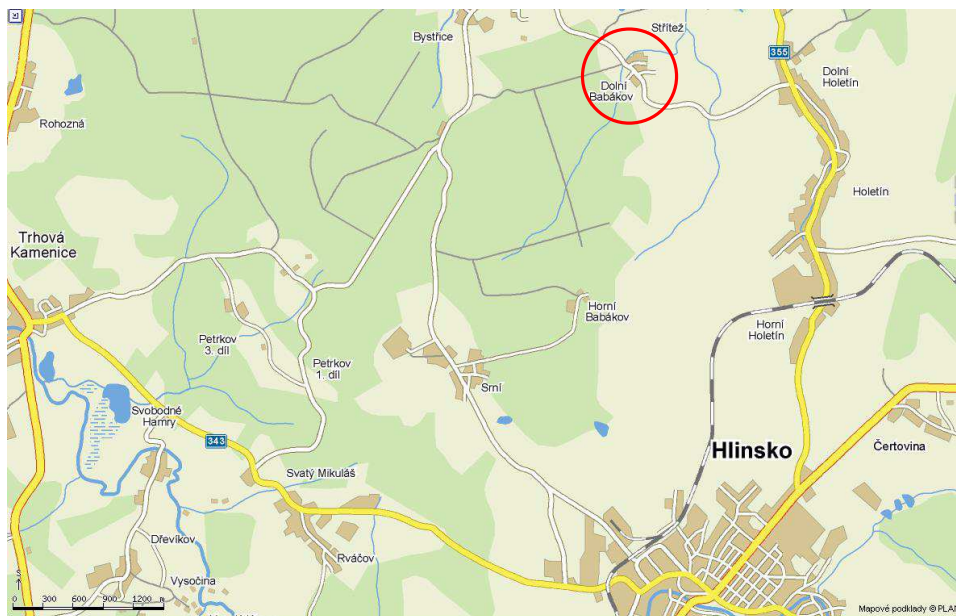 Bystřice
Střítež
355
Dolní
Holetín
Dolní
Babákov
Rohozná
Holetín
Trhová
Kamenice
Horní
Babákov
Horní
Holetín
Petrkov
3. díl
Petrkov
1. díl
Srní
Svobodné
Hamry
343
Hlinsko
Čertovina
Svatý Mikuláš
Dřevíkov
Rváčov
Vysočina
S
0 300 600 900 1200 m
Mapové podklady © PLAN